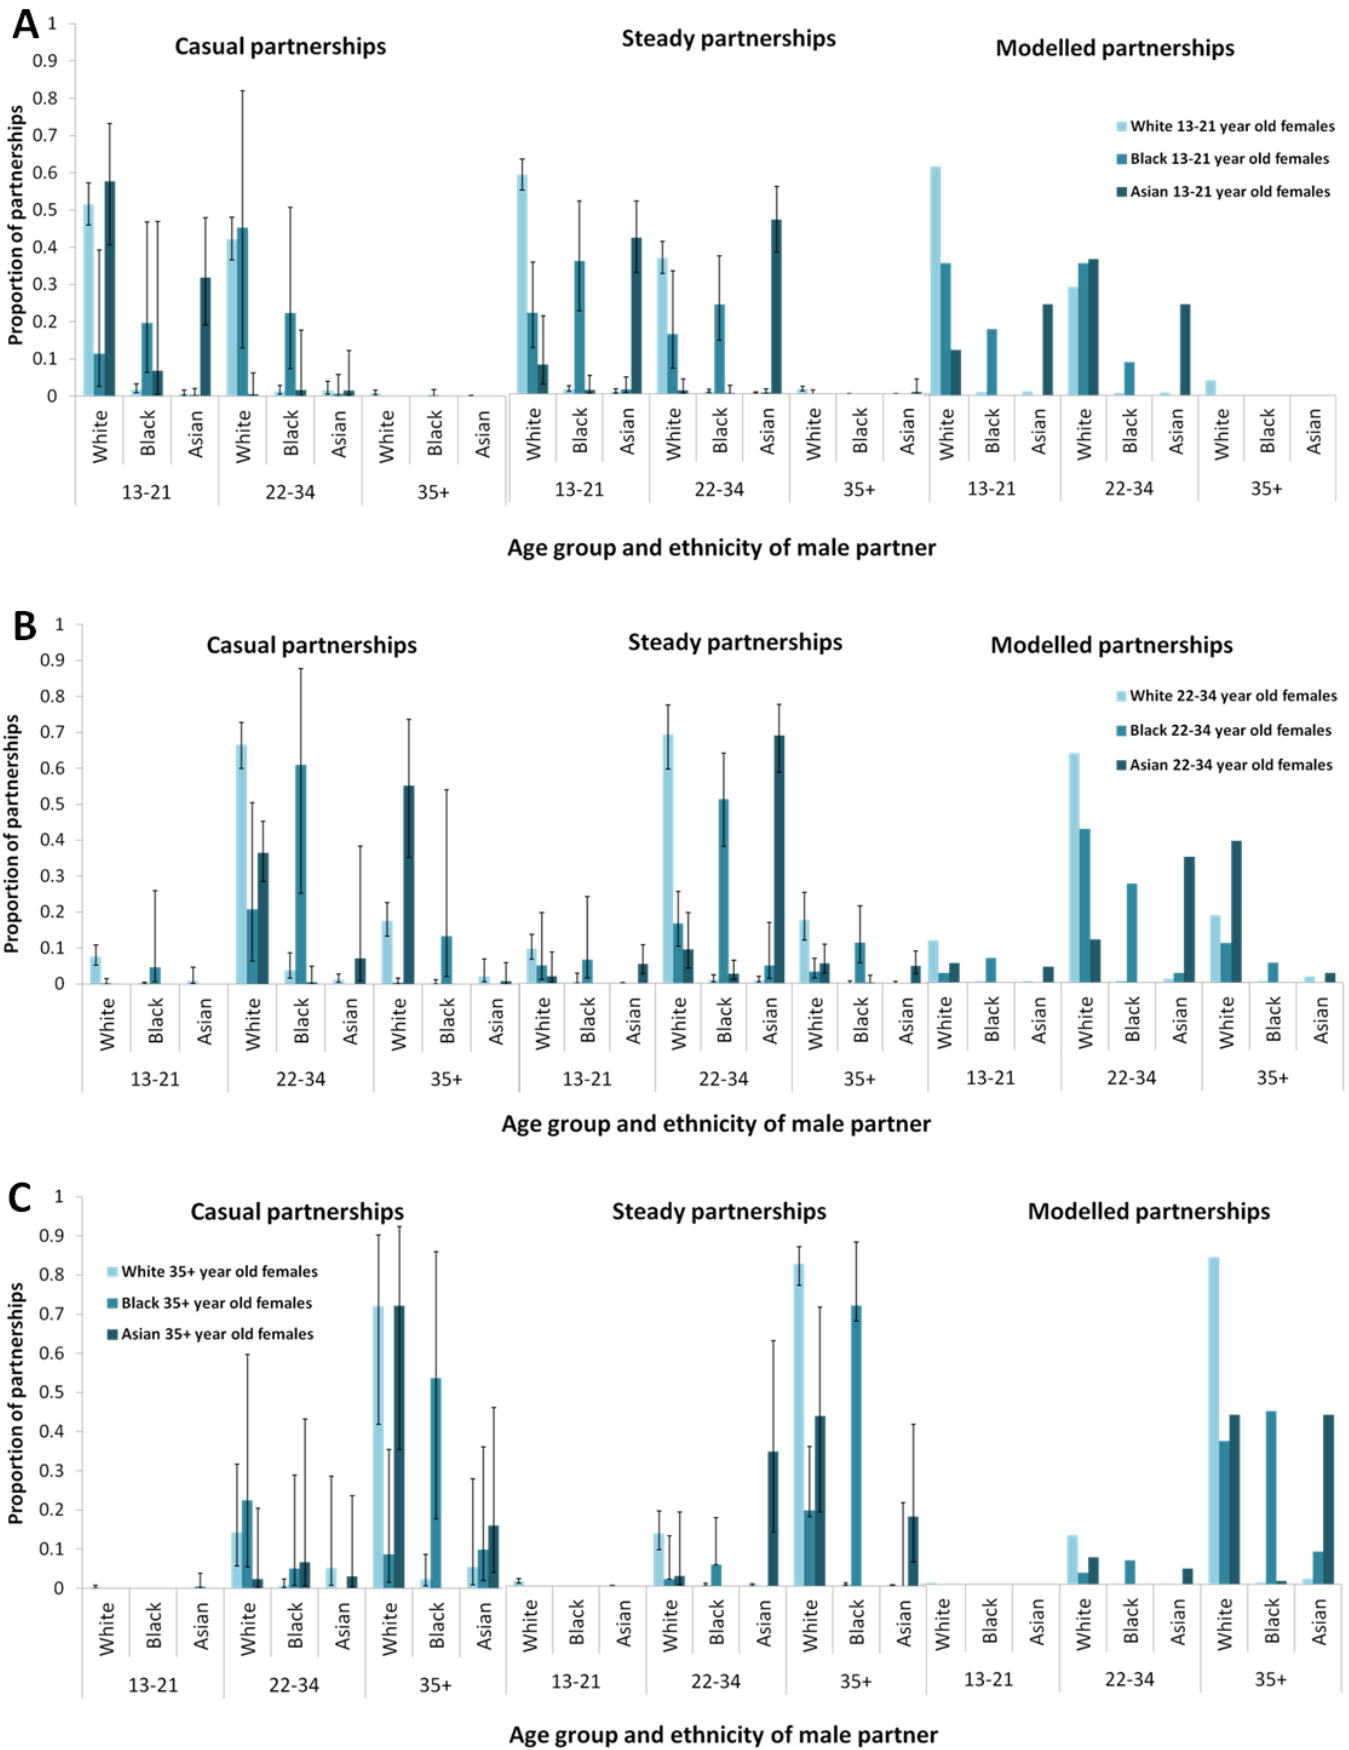 A
Casual partnerships
Steady partnerships
Modelled partnerships
Proportion of partnerships
1
0.9
0.8
0.7
0.6
0.5
0.4
0.3
0.2
0.1
0
White 13-21 year old females
Black 13-21 year old females
Asian 13-21 year old females
White Black Asian White Black Asian White Black Asian White Black Asian White Black Asian White Black Asian White Black Asian White Black Asian White Black Asian
13-21 22-34 35+ 13-21 22-34 35+ 13-21 22-34 35+
Age group and ethnicity of male partner
B
Casual partnerships
Steady partnerships
Modelled partnerships
Proportion of partnerships
1
0.9
0.8
0.7
0.6
0.5
0.4
0.3
0.2
0.1
0
White 22-34 year old females
Black 22-34 year old females
Asian 22-34 year old females
White Black Asian White Black Asian White Black Asian White Black Asian White Black Asian White Black Asian White Black Asian White Black Asian White Black Asian
13-21 22-34 35+ 13-21 22-34 35+ 13-21 22-34 35+
Age group and ethnicity of male partner
C
Casual partnerships
Steady partnerships
Modelled partnerships
Proportion of partnerships
1
0.9
0.8
0.7
0.6
0.5
0.4
0.3
0.2
0.1
0
White 35+ year old females
Black 35+ year old females
Asian 35+ year old females
White Black Asian White Black Asian White Black Asian White Black Asian White Black Asian White Black Asian White Black Asian White Black Asian White Black Asian
13-21 22-34 35+ 13-21 22-34 35+ 13-21 22-34 35+
Age group and ethnicity of male partner